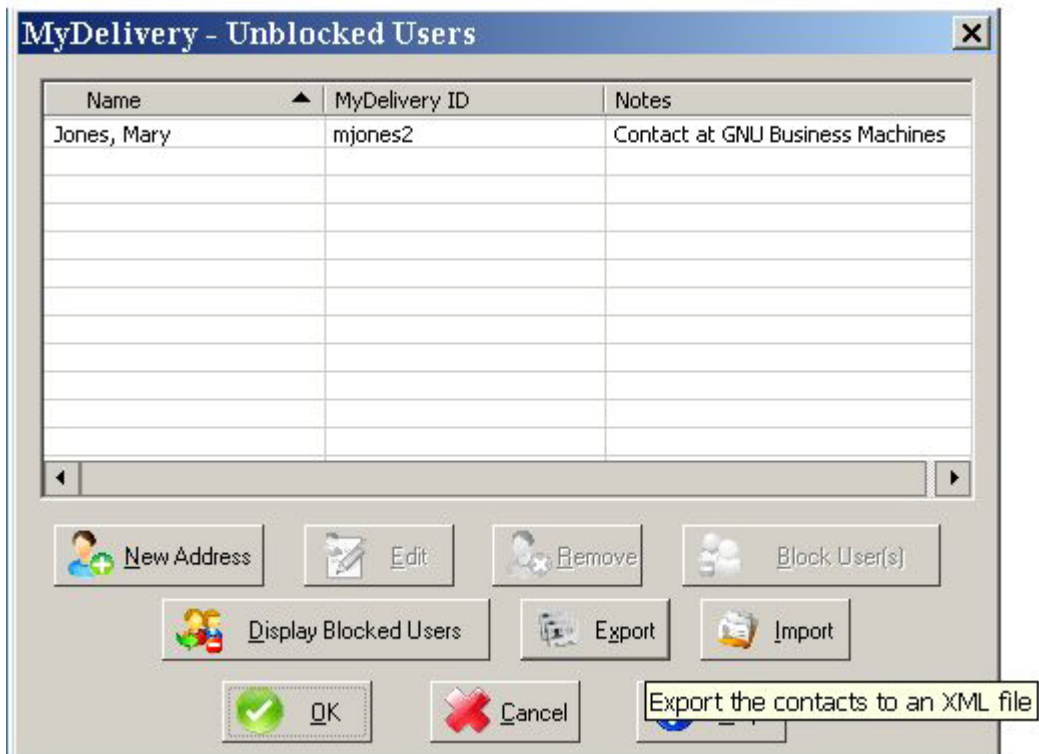 MyDelivery - Unblocked Users
Name MyDelivery ID Notes
Jones, Mary mjones2 Contact at GNU Business Machines
New Address Edit Remove Block User(s)
Display Blocked Users Export Import
OK Cancel
Export the contacts to an XML file